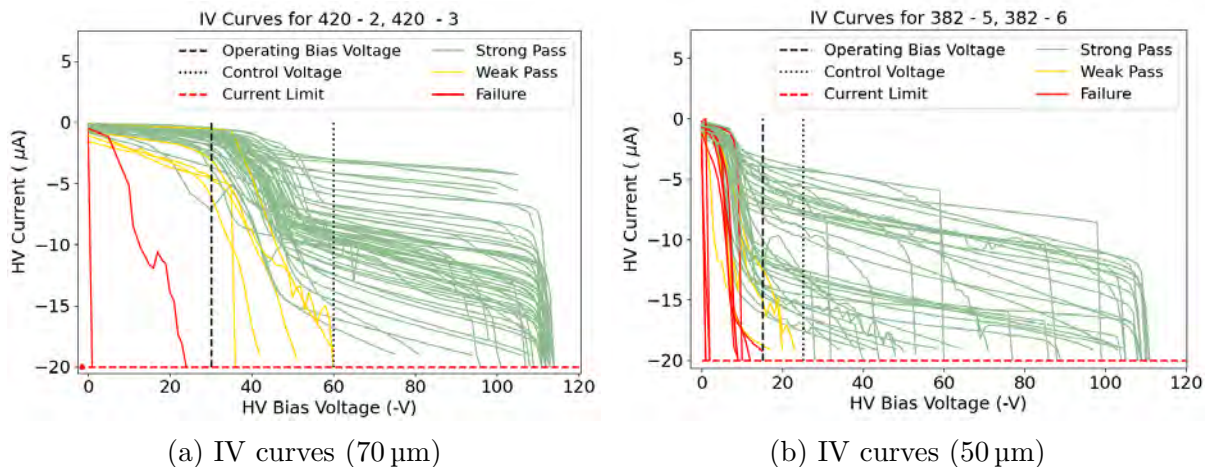 IV Curves for 420 - 2, 420  - 3
Operating Bias Voltage
Control Voltage
Current Limit
Strong Pass
Weak Pass
Failure
HV Current ( μA)
5
0
−5
−10
−15
−20
0 20 40 60 80 100 120
HV Bias Voltage (-V)
(a) IV curves (70 μm)
IV Curves for 382 - 5, 382 - 6
Operating Bias Voltage
Control Voltage
Current Limit
Strong Pass
Weak Pass
Failure
HV Current ( μA)
5
0
−5
−10
−15
−20
0 20 40 60 80 100 120
HV Bias Voltage (-V)
(b) IV curves (50 μm)